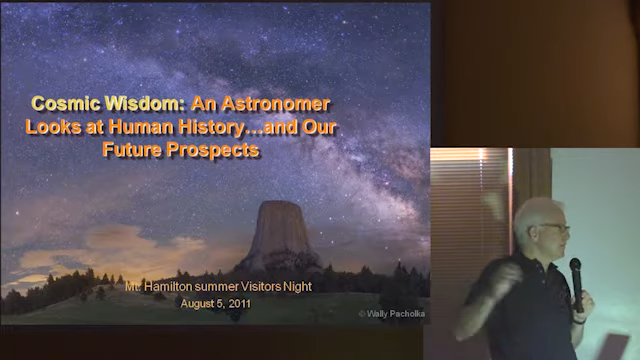 Cosmic Wisdom: An Astronomer
Looks at Human History...and Our
Future Prospects
Mt. Hamilton summer Visitors Night
August 5, 2011
© Wally Pacholka